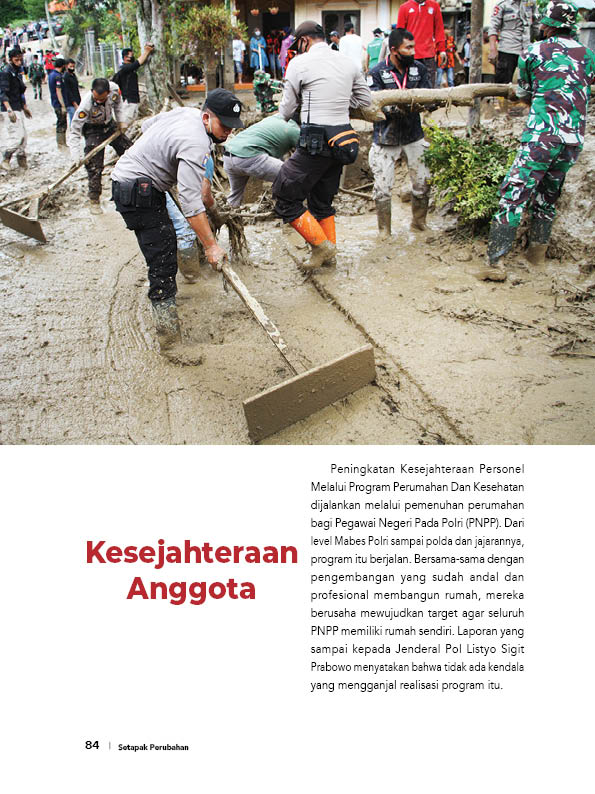 Kesejahteraan
Anggota
Peningkatan Kesejahteraan Personel
Melalui Program Perumahan Dan Kesehatan
dijalankan melalui pemenuhan perumahan
bagi Pegawai Negeri Pada Polri (PNPP). Dari
level Mabes Polri sampai polda dan jajarannya,
program itu berjalan. Bersama-sama dengan
pengembangan yang sudah andal dan
profesional membangun rumah, mereka
berusaha mewujudkan target agar seluruh
PNPP memiliki rumah sendiri. Laporan yang
sampai kepada Jenderal Pol Listyo Sigit
Prabowo menyatakan bahwa tidak ada kendala
yang mengganjal realisasi program itu.
84 | Setapak Perubahan